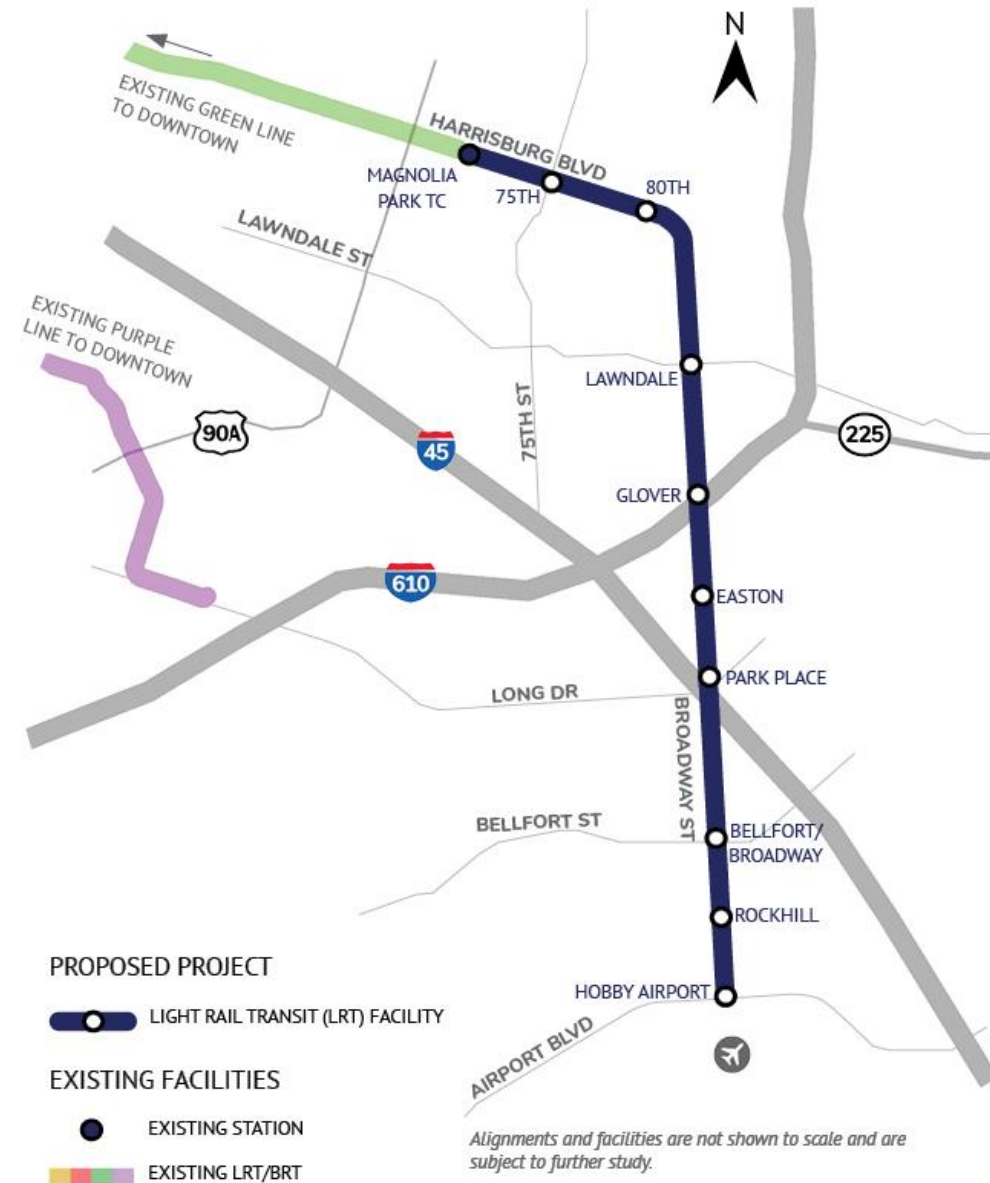 N
EXISTING GREEN LINE
TO DOWNTOWN
HARRISBURG BLVD
MAGNOLIA
PARK TC
75TH
80TH
LAWNDALE ST
EXISTING PURPLE
LINE TO DOWNTOWN
LAWNDALE
75TH ST
90A
45
225
GLOVER
610
EASTON
PARK PLACE
LONG DR
BROADWAY ST
BELLFORT ST
BELLFORT/
BROADWAY
ROCKHILL
HOBBY AIRPORT
AIRPORT BLVD
PROPOSED PROJECT
LIGHT RAIL TRANSIT (LRT) FACILITY
EXISTING FACILITIES
EXISTING STATION
EXISTING LRT/BRT
Alignments and facilities are not shown to scale and are
subject to further study.